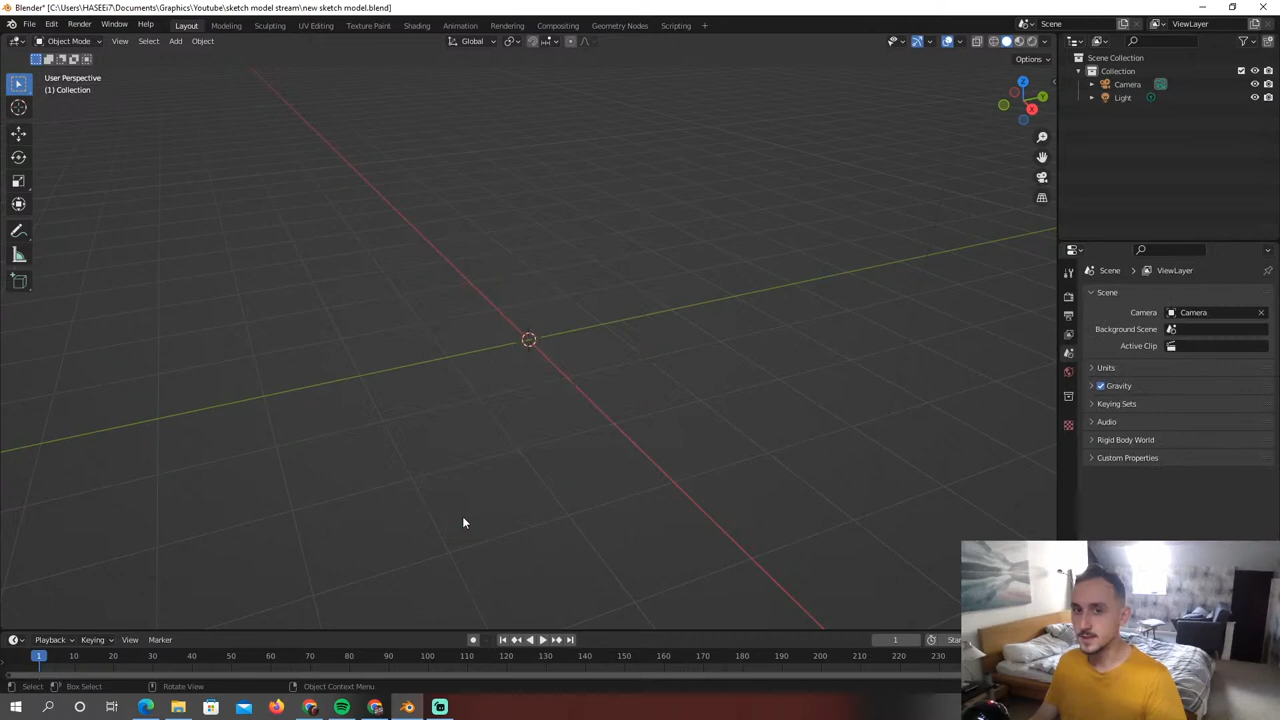 Blender* [C:\Users\HASEEi7\Documents\Graphics\Youtube\sketch model stream\new sketch model.blend]
File Edit Render Window Help Layout Modeling Sculpting UV Editing Texture Paint Shading Animation Rendering Compositing Geometry Nodes Scripting Scene ViewLayer
Object Mode View Select Add Object Global
Options
User Perspective
(1) Collection
Z
Y
X
Scene Collection
Collection
Camera
Light
Scene ViewLayer
Scene
Camera Camera
Background Scene
Active Clip
Units
Gravity
Keying Sets
Audio
Rigid Body World
Custom Properties
Playback Keying View Marker 1 Star
1 10 20 30 40 50 60 70 80 90 100 110 120 130 140 150 160 170 180 190 200 210 220 230
Select Box Select Rotate View Object Context Menu